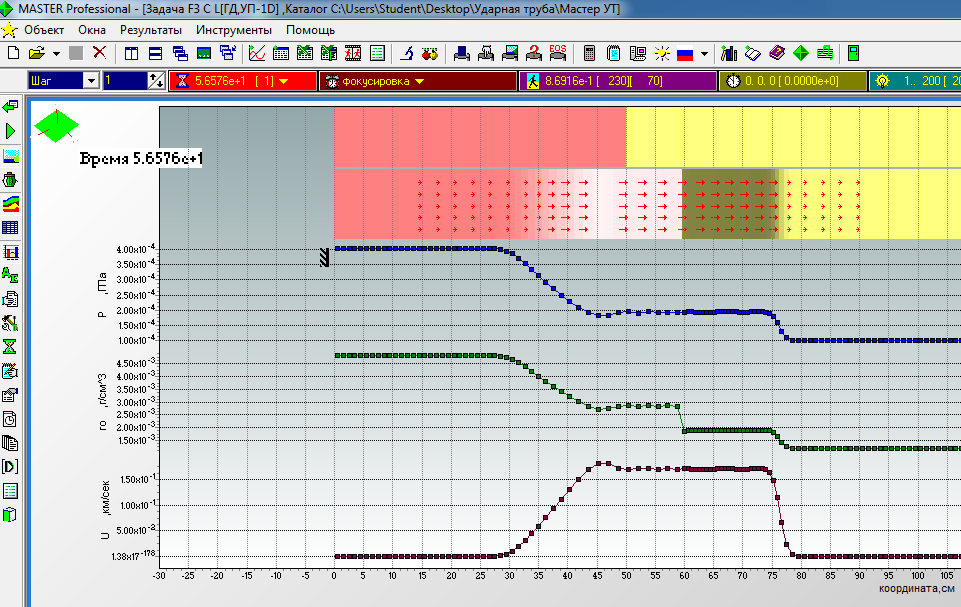 MASTER Professional - [Задача F3 C L[ГД,УП-1D] ,Каталог C:\Users\Student\Desktop\Ударная труба\Мастер УТ]
Объект Окна Результаты Инструменты Помощь
EOS
Шаг 1 5.6576e+1 [ 1] фокусировка 8.6916e-1 [ 230][ 70] 0. 0. 0 [ 0.0000e+0] 1.. 200 [ 20
Время 5.6576e+1
4.00x10-4
3.50x10-4
3.00x10-4
2.50x10-4
2.00x10-4
1.50x10-4
1.00x10-4
P ,ГПа
4.50x10-3
4.00x10-3
3.50x10-3
3.00x10-3
2.50x10-3
2.00x10-3
1.50x10-3
ro ,г/см^3
1.50x10-1
1.00x10-1
5.00x10-2
U ,км/сек
-30 -25 -20 -15 -10 -5 0 5 10 15 20 25 30 35 40 45 50 55 60 65 70 75 80 85 90 95 100 105
координата,см